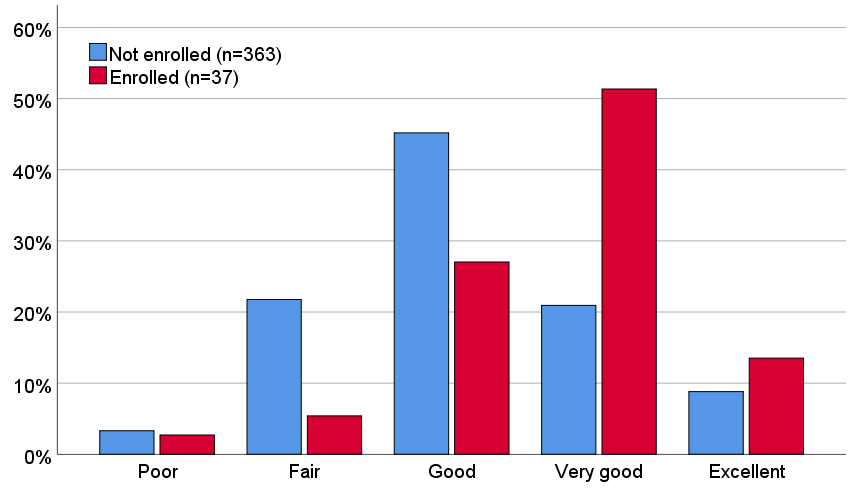 60%
Not enrolled (n=363)
Enrolled (n=37)
50%
40%
30%
20%
10%
0%
Poor Fair Good Very good Excellent